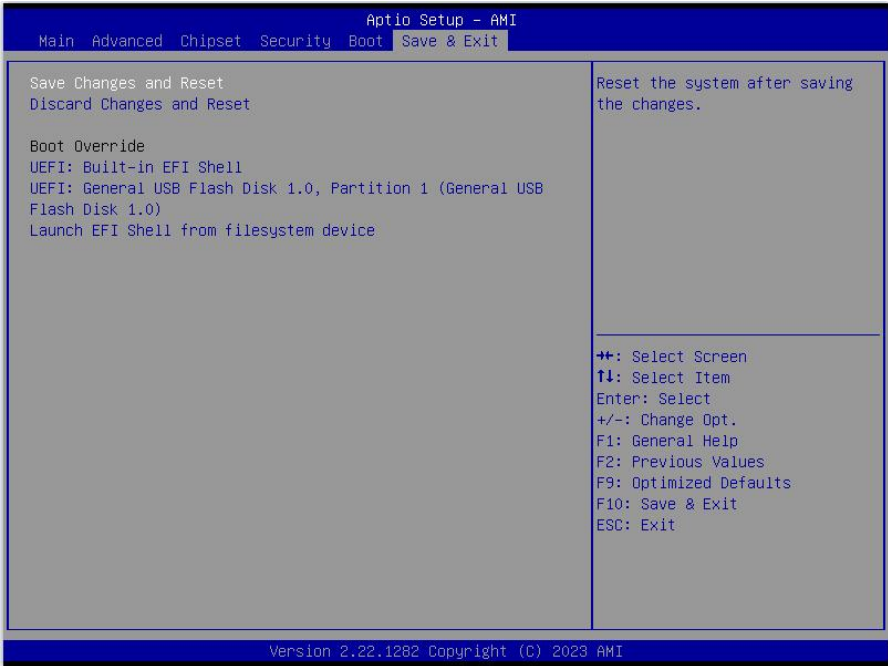 Aptio Setup – AMI
Main Advanced Chipset Security Boot Save & Exit
Save Changes and Reset
Discard Changes and Reset
Boot Override
UEFI: Built-in EFI Shell
UEFI: General USB Flash Disk 1.0, Partition 1 (General USB
Flash Disk 1.0)
Launch EFI Shell from filesystem device
Reset the system after saving
the changes.
→←: Select Screen
↑↓: Select Item
Enter: Select
+/-: Change Opt.
F1: General Help
F2: Previous Values
F9: Optimized Defaults
F10: Save & Exit
ESC: Exit
Version 2.22.1282 Copyright (C) 2023 AMI